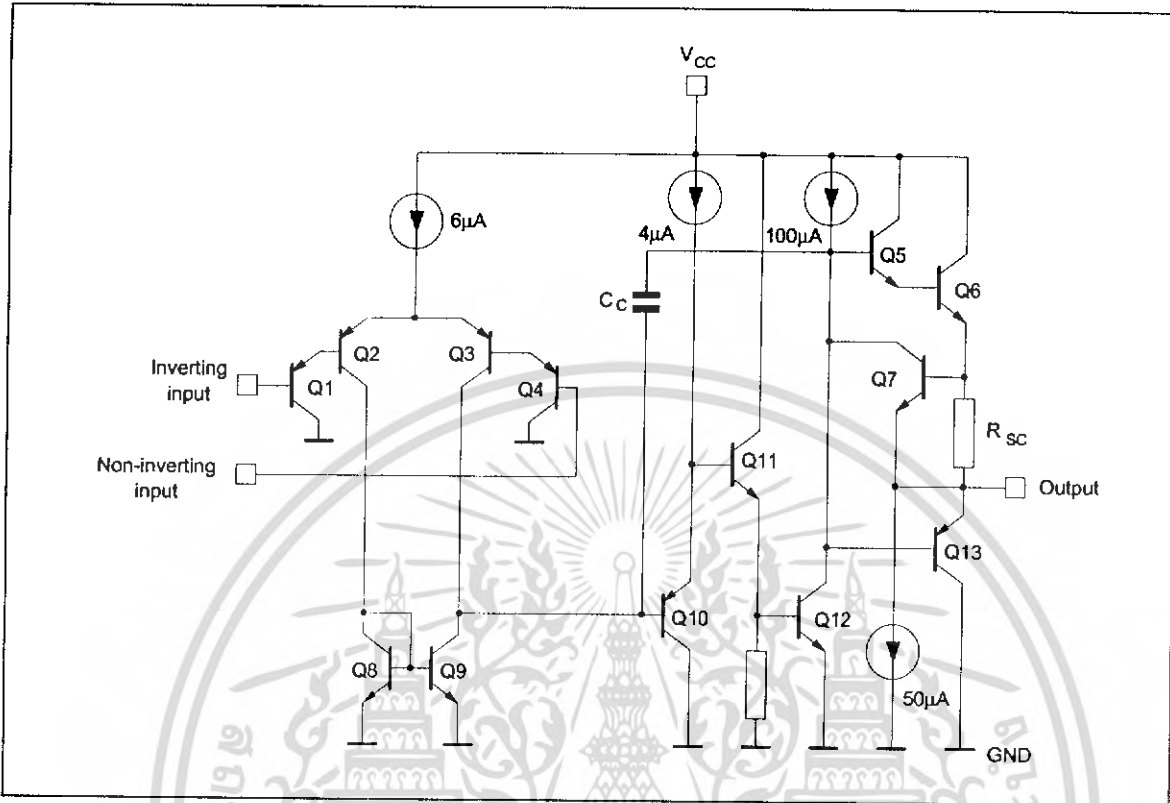 V_CC
6μA
4μA
100μA
Q5
Q6
C_C
Inverting
input
Q1
Q2
Q3
Q4
Q7
R_SC
Non-inverting
input
Q11
Output
Q10
Q12
Q13
Q8
Q9
50μA
GND